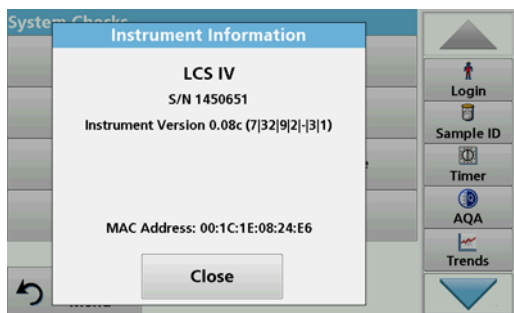 System Checks
Instrument Information
LCS IV
S/N 1450651
Instrument Version 0.08c (7|32|9|2|-|3|1)
MAC Address: 00:1C:1E:08:24:E6
Close
Menu
Login
Sample ID
Timer
AQA
Trends